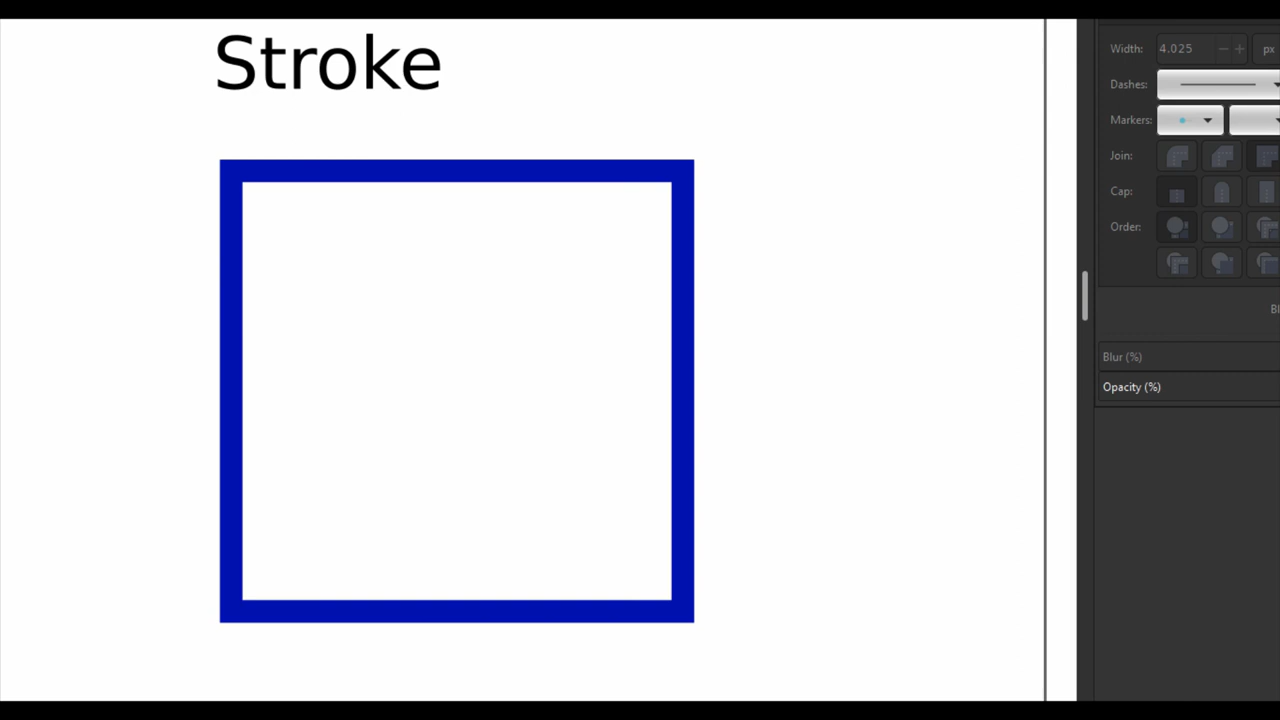 Stroke
Width: 4.025 px
Dashes:
Markers:
Join:
Cap:
Order:
Blur (%)
Opacity (%)